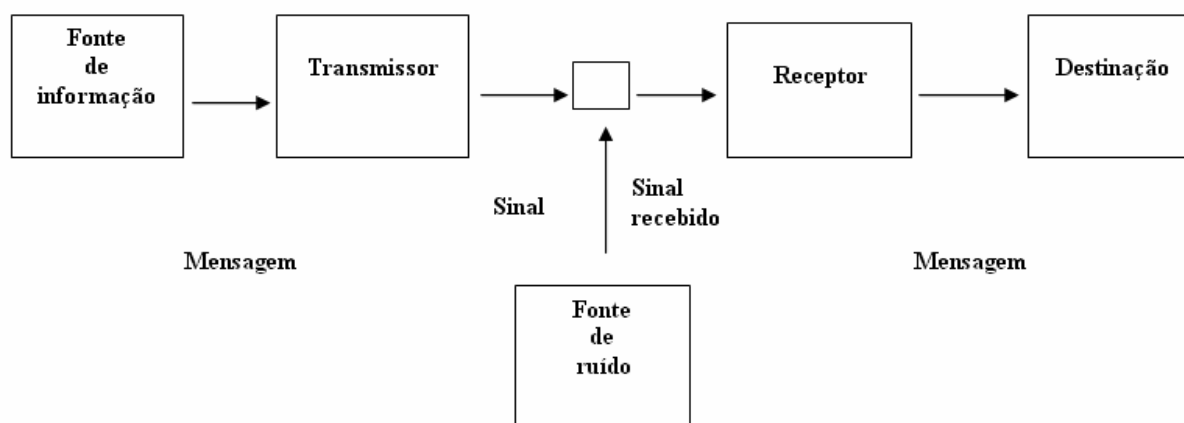 Fonte
de
informação
Transmissor
Receptor
Destinação
Sinal
Sinal
recebido
Mensagem
Mensagem
Fonte
de
ruído